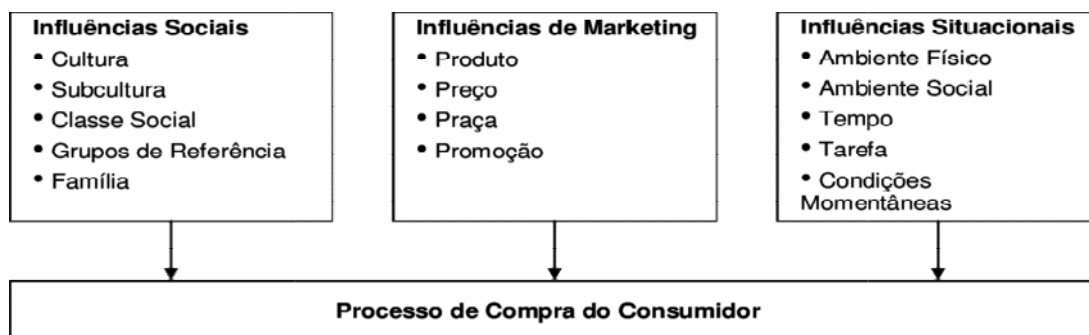 Influências Sociais
• Cultura
• Subcultura
• Classe Social
• Grupos de Referência
• Família
Influências de Marketing
• Produto
• Preço
• Praça
• Promoção
Influências Situacionais
• Ambiente Físico
• Ambiente Social
• Tempo
• Tarefa
• Condições
Momentâneas
Processo de Compra do Consumidor